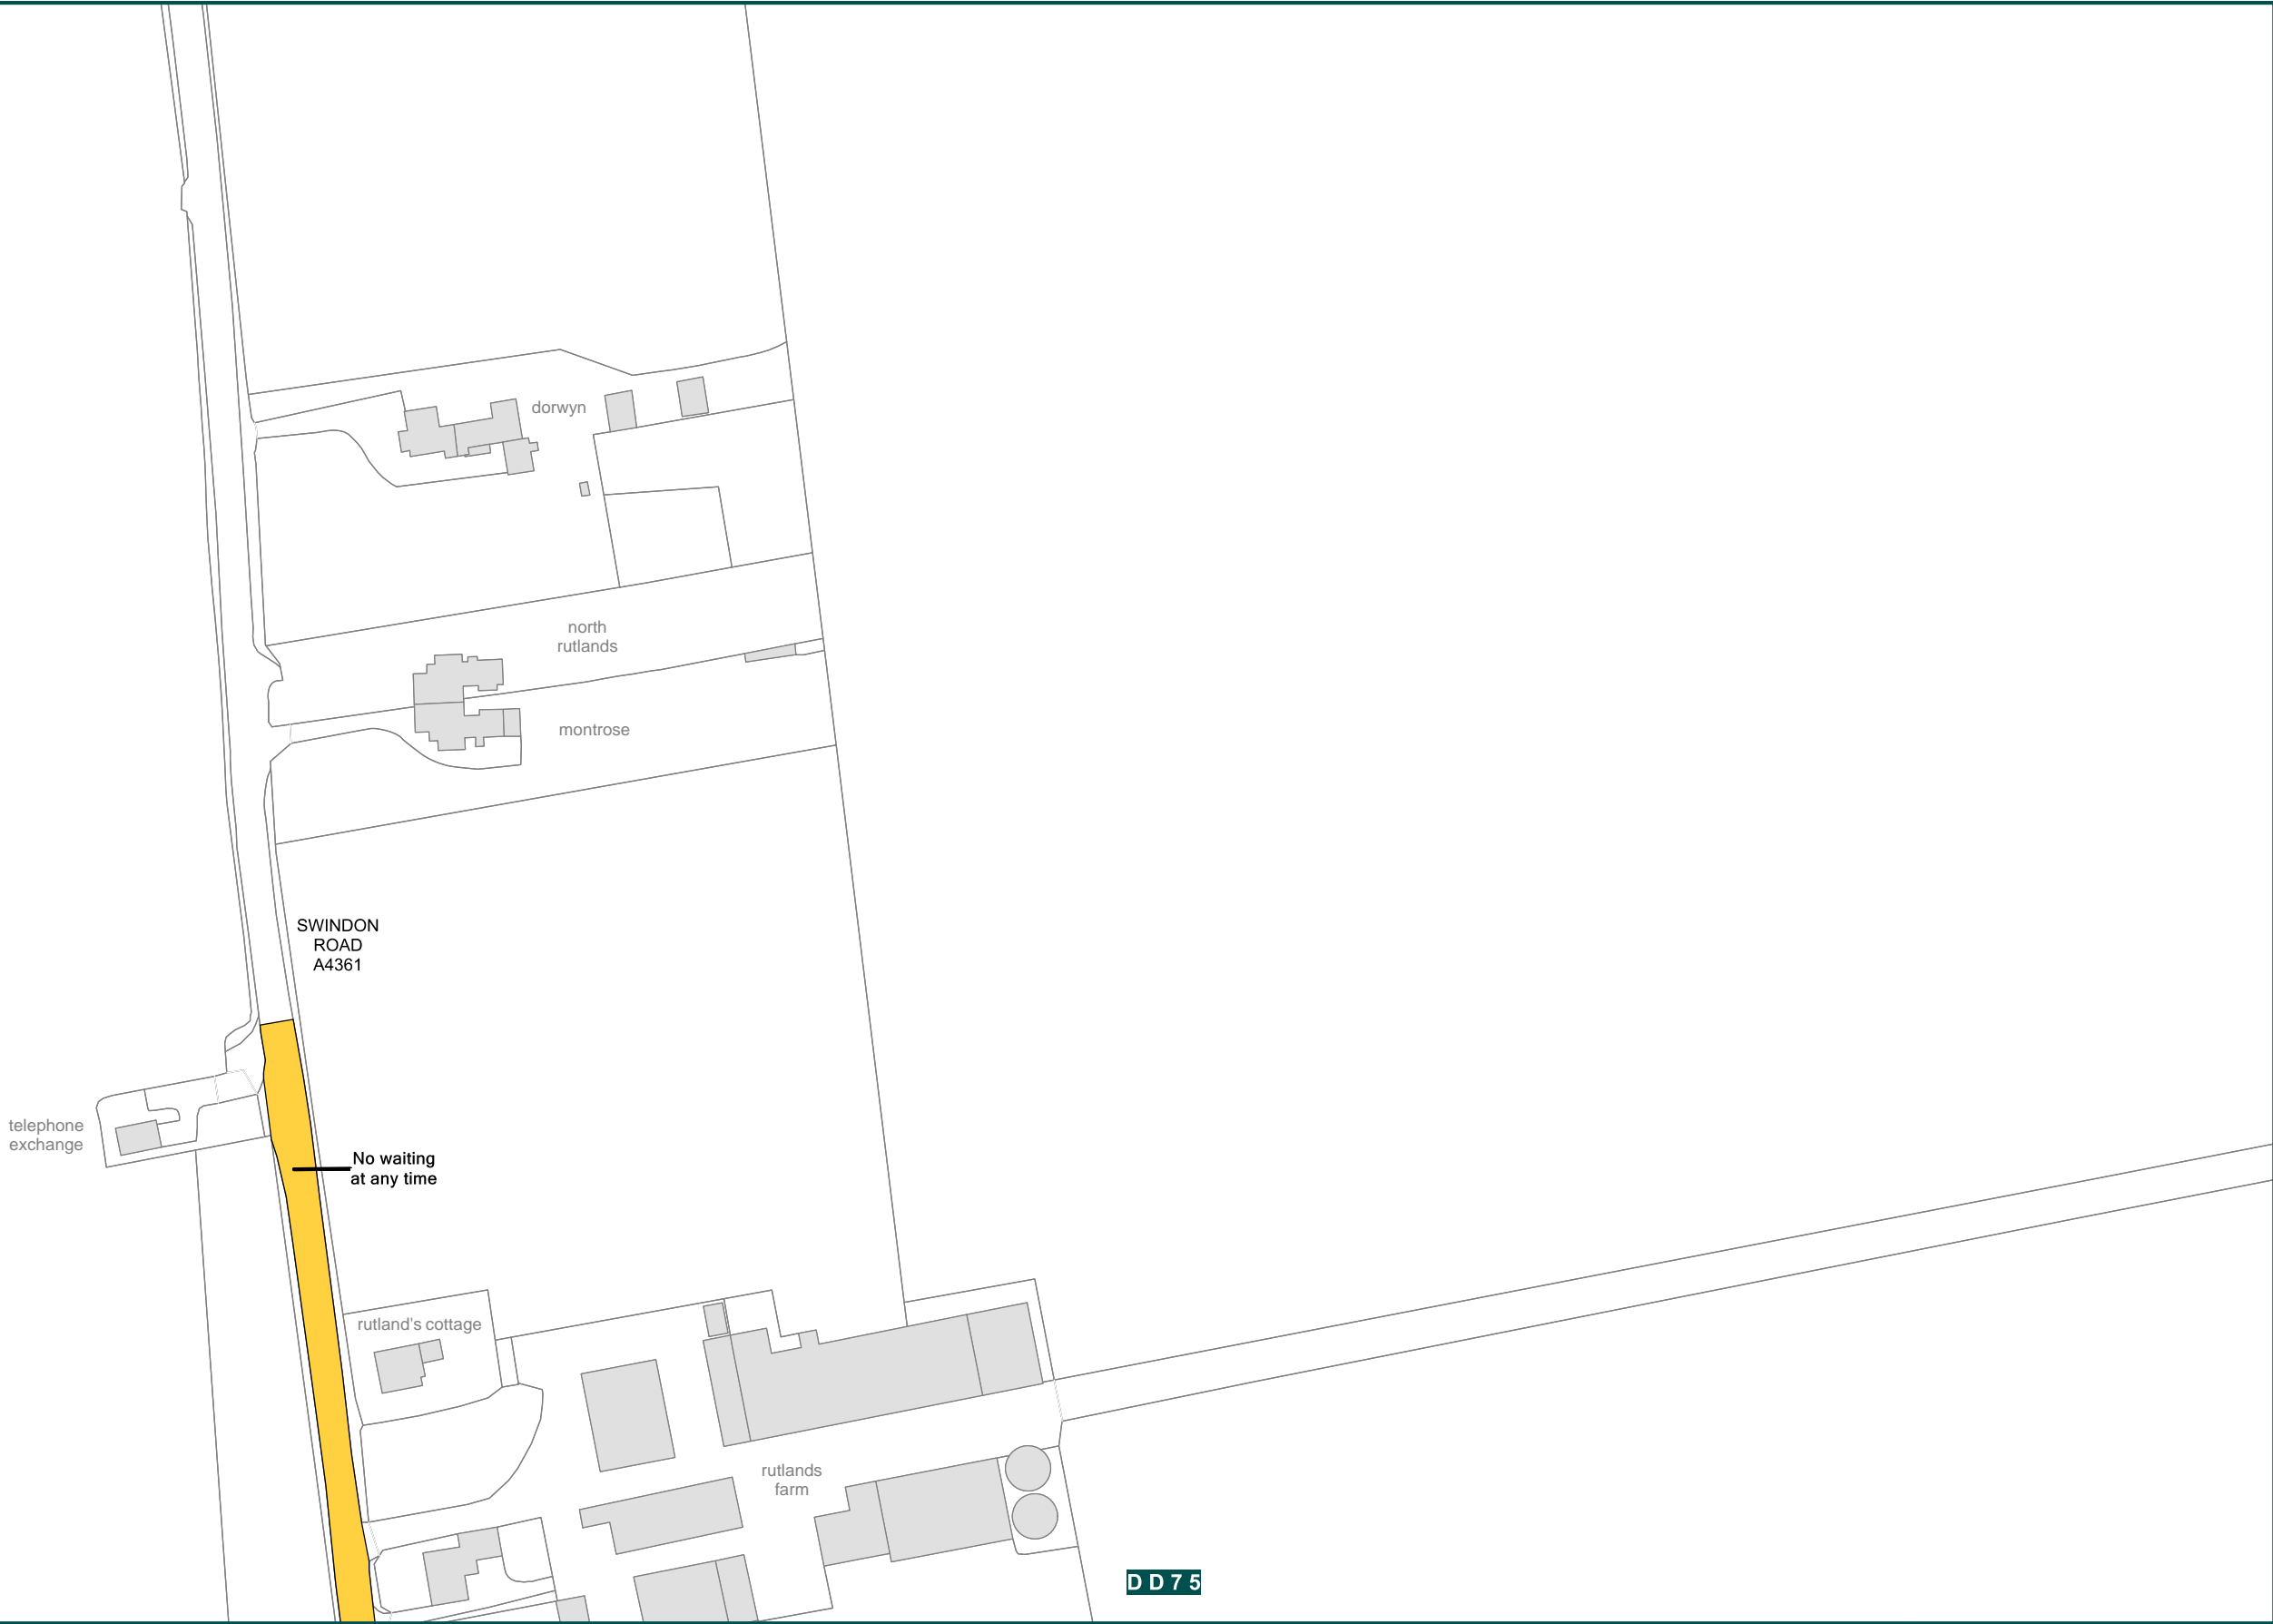 dorwyn
north
rutlands
montrose
SWINDON
ROAD
A4361
telephone
exchange
No waiting
at any time
rutland's cottage
rutlands
farm
DD75